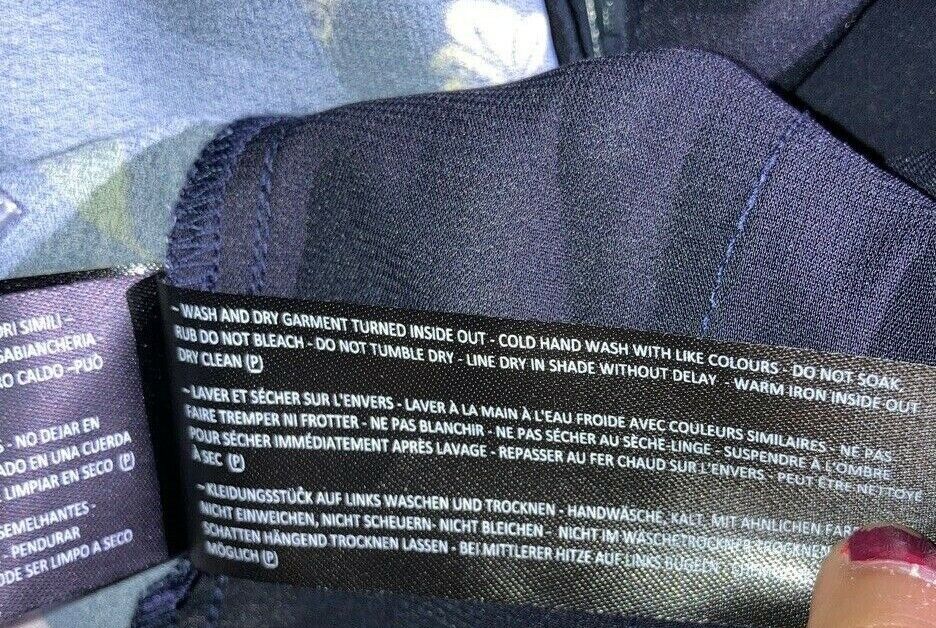 ~ WASH AND DRY GARMENT TURNED INSIDE OUT - COLD HAND WASH WITH LIKE COLOURS - DO NOT SOAK,
RUB DO NOT BLEACH - DO NOT TUMBLE DRY - LINE DRY IN SHADE WITHOUT DELAY - WARM IRON INSIDE OUT
DRY CLEAN Ⓟ
~ LAVER ET SÉCHER SUR L'ENVERS - LAVER À LA MAIN À L'EAU FROIDE AVEC COULEURS SIMILAIRES - NE PAS
FAIRE TREMPER NI FROTTER - NE PAS BLANCHIR - NE PAS SÉCHER AU SÈCHE-LINGE - SUSPENDRE À L'OMBRE
POUR SÉCHER IMMÉDIATEMENT APRÈS LAVAGE - REPASSER AU FER CHAUD SUR L'ENVERS - PEUT ÊTRE NETTOYÉ
À SEC Ⓟ
~ KLEIDUNGSSTÜCK AUF LINKS WASCHEN UND TROCKNEN - HANDWÄSCHE, KALT, MIT ÄHNLICHEN
NICHT EINWEICHEN, NICHT SCHEUERN- NICHT BLEICHEN - NICHT IM WÄSCHETROCKNER
SCHATTEN HÄNGEND TROCKNEN LASSEN - BEI MITTLERER HITZE AUF LINKS BÜGELN -
MÖGLICH Ⓟ
SIMILI –
CALDO –PUÒ
- NO DEJAR EN
EN UNA CUERDA
LIMPIAR EN SECO Ⓟ
SEMELHANTES -
- PENDURAR
SER LIMPO A SECO